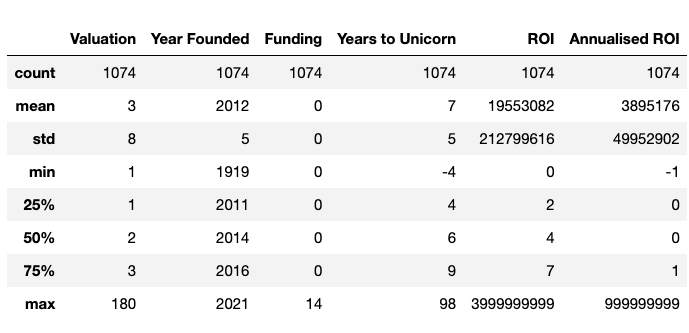 Valuation Year Founded Funding Years to Unicorn ROI Annualised ROI
count 1074 1074 1074 1074 1074 1074
mean 3 2012 0 7 19553082 3895176
std 8 5 0 5 212799616 49952902
min 1 1919 0 -4 0 -1
25% 1 2011 0 4 2 0
50% 2 2014 0 6 4 0
75% 3 2016 0 9 7 1
max 180 2021 14 98 3999999999 999999999